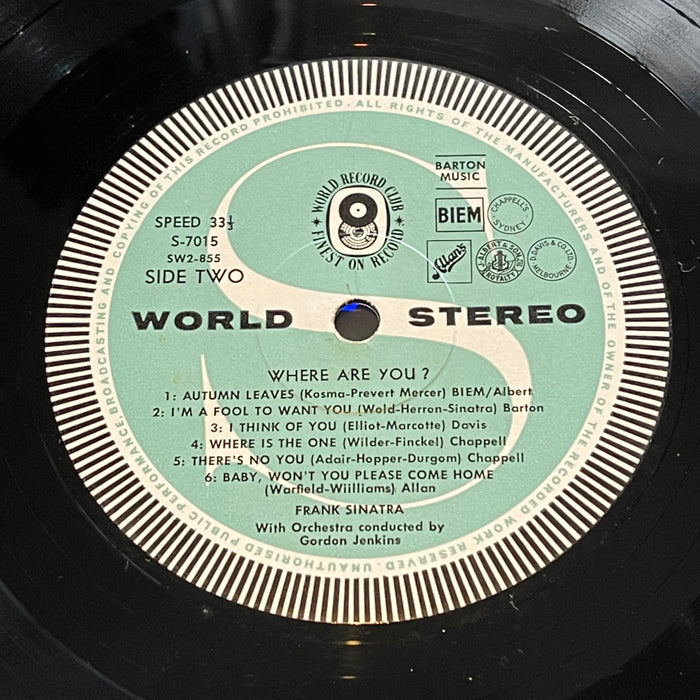 UNAUTHORISED PUBLIC PERFORMANCE, BROADCASTING AND COPYING OF THIS RECORD PROHIBITED · ALL RIGHTS OF THE MANUFACTURERS AND OF THE OWNER OF THE RECORDED WORK RESERVED.
WORLD RECORD CLUB
FINEST ON RECORD
BARTON
MUSIC
BIEM
CHAPPELL'S
SYDNEY
Allan's
J. ALBERT & SON
ROYALTY
D. DAVIS & CO LTD.
MELBOURNE
SPEED 33⅓
S-7015
SW2-855
SIDE TWO
WORLD STEREO
WHERE ARE YOU?
1: AUTUMN LEAVES (Kosma-Prevert Mercer) BIEM/Albert
2: I'M A FOOL TO WANT YOU (Wold-Herron-Sinatra) Barton
3: I THINK OF YOU (Elliot-Marcotte) Davis
4: WHERE IS THE ONE (Wilder-Finckel) Chappell
5: THERE'S NO YOU (Adair-Hopper-Durgom) Chappell
6: BABY, WON'T YOU PLEASE COME HOME
(Warfield-Wiilliams) Allan
FRANK SINATRA
With Orchestra conducted by
Gordon Jenkins